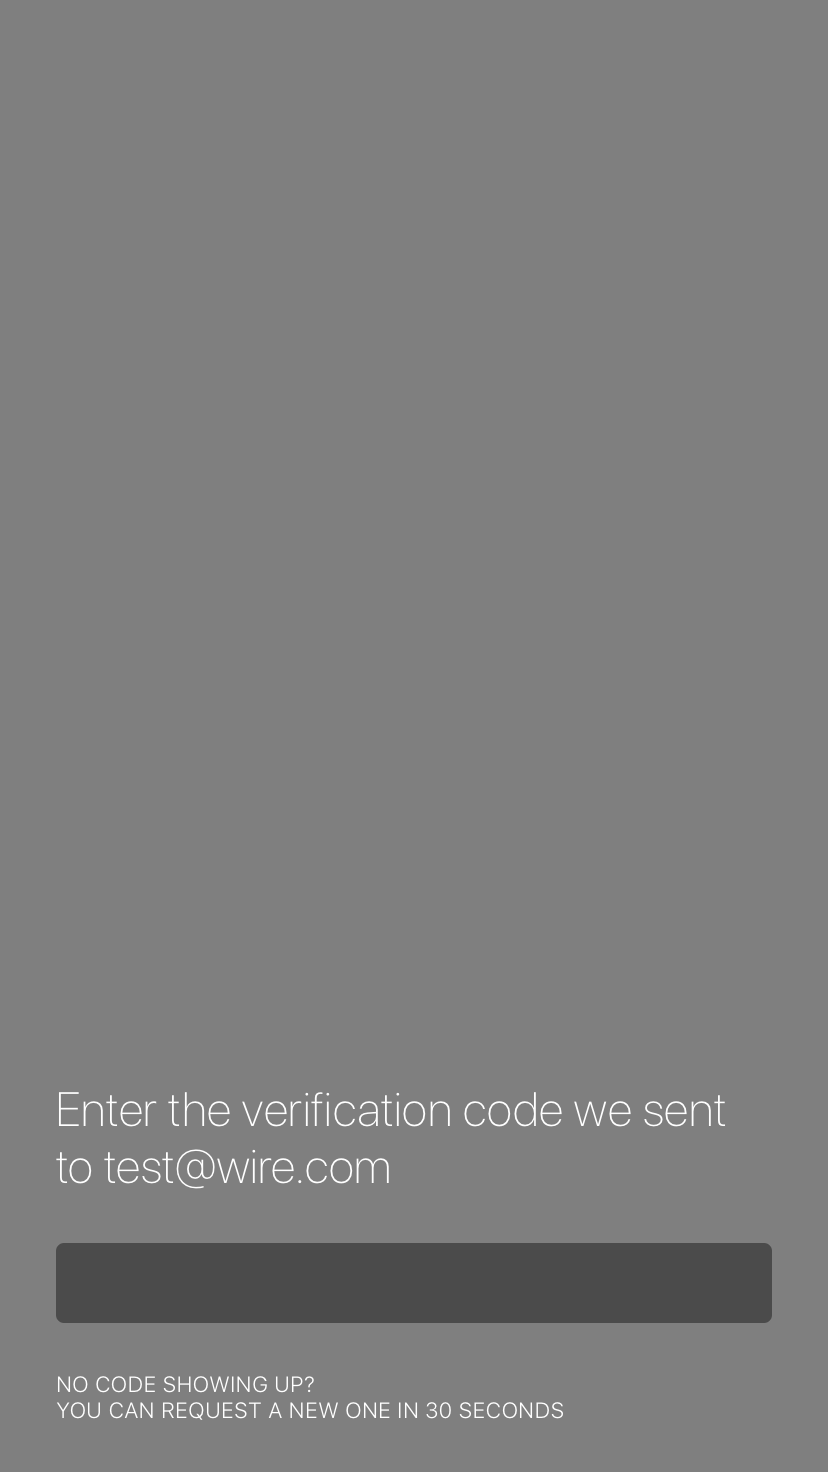 Enter the verification code we sent
to test@wire.com
NO CODE SHOWING UP?
YOU CAN REQUEST A NEW ONE IN 30 SECONDS